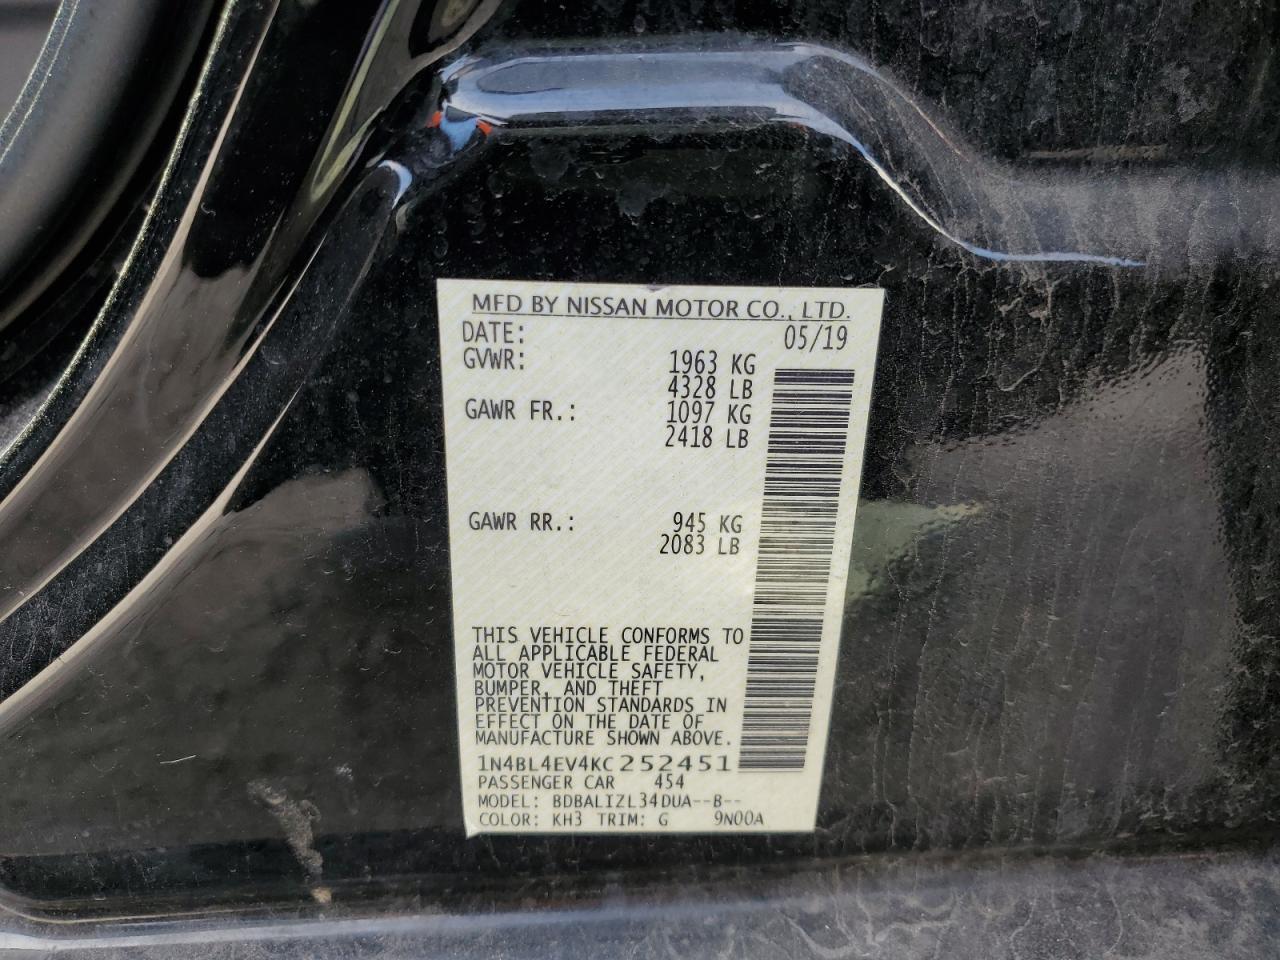 MFD BY NISSAN MOTOR CO., LTD.
DATE: 05/19
GVWR: 1963 KG
4328 LB
GAWR FR.: 1097 KG
2418 LB
GAWR RR.: 945 KG
2083 LB
THIS VEHICLE CONFORMS TO
ALL APPLICABLE FEDERAL
MOTOR VEHICLE SAFETY,
BUMPER, AND THEFT
PREVENTION STANDARDS IN
EFFECT ON THE DATE OF
MANUFACTURE SHOWN ABOVE.
1N4BL4EV4KC252451
PASSENGER CAR 454
MODEL: BDBALIZL34DUA--B--
COLOR: KH3 TRIM: G 9N00A